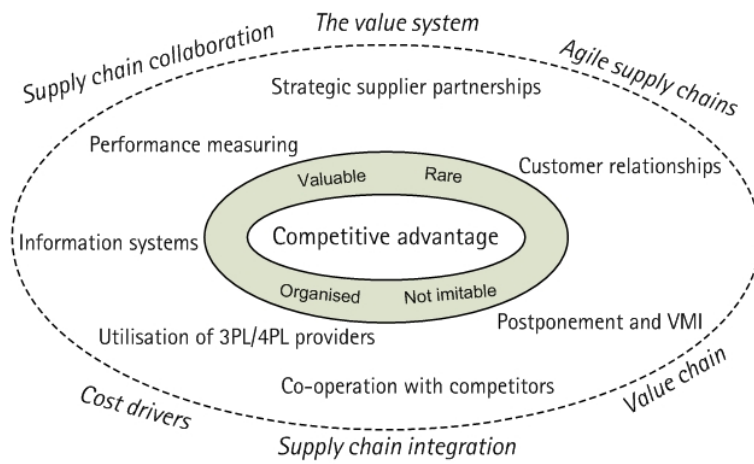 The value system
Supply chain collaboration
Agile supply chains
Strategic supplier partnerships
Performance measuring
Customer relationships
Valuable
Rare
Information systems
Competitive advantage
Organised
Not imitable
Postponement and VMI
Utilisation of 3PL/4PL providers
Co-operation with competitors
Value chain
Cost drivers
Supply chain integration